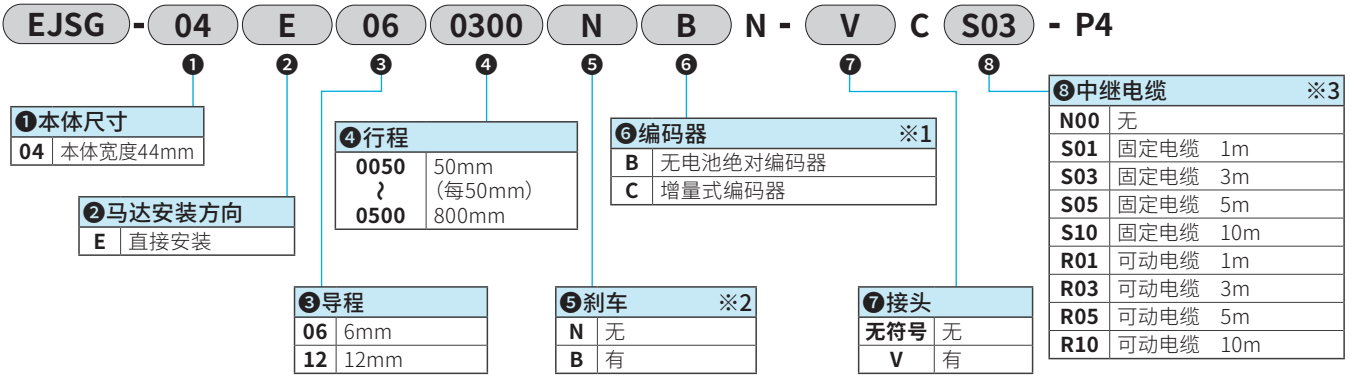 EJSG - 04 E 06 0300 N B N - V C S03 - P4
❶ ❷ ❸ ❹ ❺ ❻ ❼ ❽
❶本体尺寸
04 本体宽度44mm
❷马达安装方向
E 直接安装
❸导程
06 6mm
12 12mm
❹行程
0050 50mm
~ （每50mm）
0500 800mm
❺刹车 ※2
N 无
B 有
❻编码器 ※1
B 无电池绝对编码器
C 增量式编码器
❼接头
无符号 无
V 有
❽中继电缆 ※3
N00 无
S01 固定电缆 1m
S03 固定电缆 3m
S05 固定电缆 5m
S10 固定电缆 10m
R01 可动电缆 1m
R03 可动电缆 3m
R05 可动电缆 5m
R10 可动电缆 10m